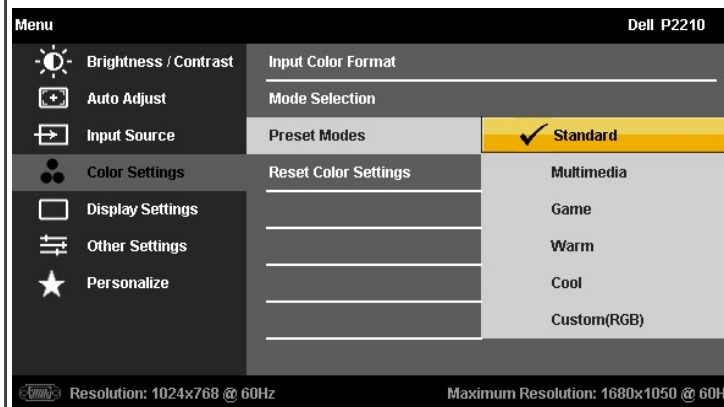 Menu Dell P2210
Brightness / Contrast Input Color Format
Auto Adjust Mode Selection
Input Source Preset Modes Standard
Color Settings Reset Color Settings Multimedia
Display Settings Game
Other Settings Warm
Personalize Cool
Custom(RGB)
Resolution: 1024x768 @ 60Hz Maximum Resolution: 1680x1050 @ 60H